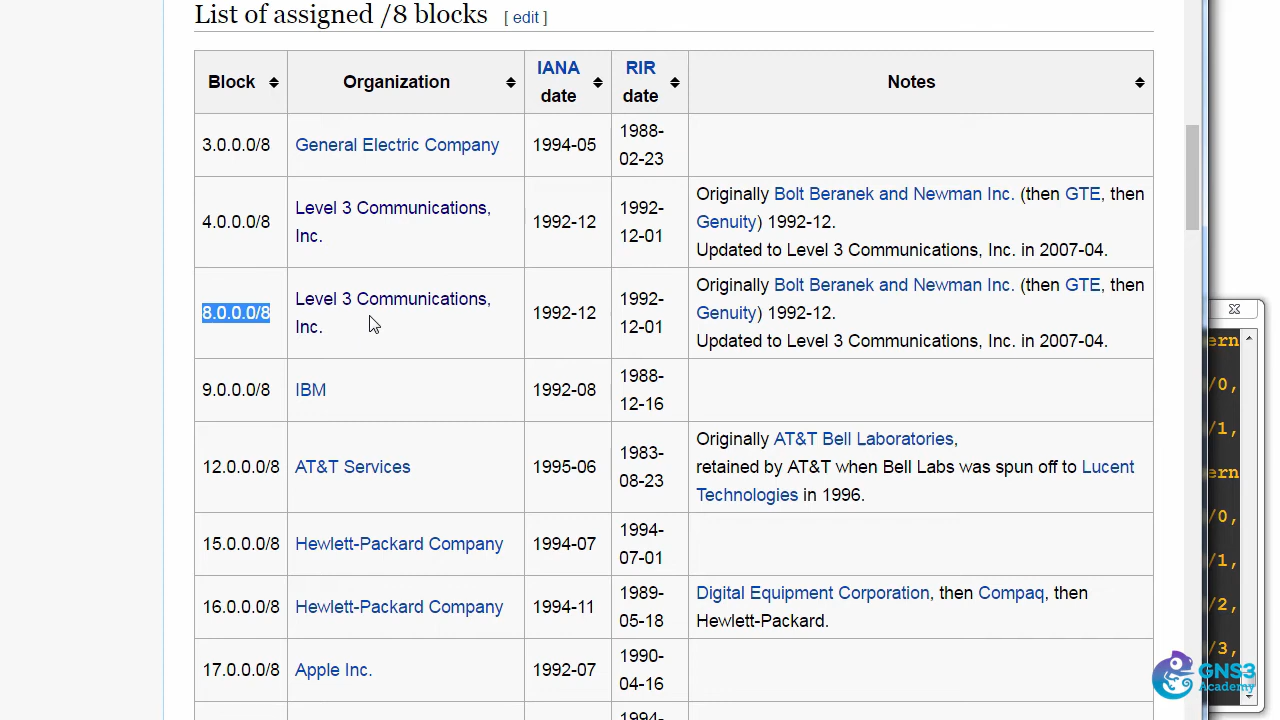 List of assigned /8 blocks [ edit ]
Block Organization IANA date RIR date Notes
3.0.0.0/8 General Electric Company 1994-05 1988-
02-23
4.0.0.0/8 Level 3 Communications,
Inc. 1992-12 1992-
12-01 Originally Bolt Beranek and Newman Inc. (then GTE, then
Genuity) 1992-12.
Updated to Level 3 Communications, Inc. in 2007-04.
8.0.0.0/8 Level 3 Communications,
Inc. 1992-12 1992-
12-01 Originally Bolt Beranek and Newman Inc. (then GTE, then
Genuity) 1992-12.
Updated to Level 3 Communications, Inc. in 2007-04.
9.0.0.0/8 IBM 1992-08 1988-
12-16
12.0.0.0/8 AT&T Services 1995-06 1983-
08-23 Originally AT&T Bell Laboratories,
retained by AT&T when Bell Labs was spun off to Lucent
Technologies in 1996.
15.0.0.0/8 Hewlett-Packard Company 1994-07 1994-
07-01
16.0.0.0/8 Hewlett-Packard Company 1994-11 1989-
05-18 Digital Equipment Corporation, then Compaq, then
Hewlett-Packard.
17.0.0.0/8 Apple Inc. 1992-07 1990-
04-16
1994-
ern
/0,
/1,
ern
/0,
/1,
/2,
/3,
GNS3
Academy